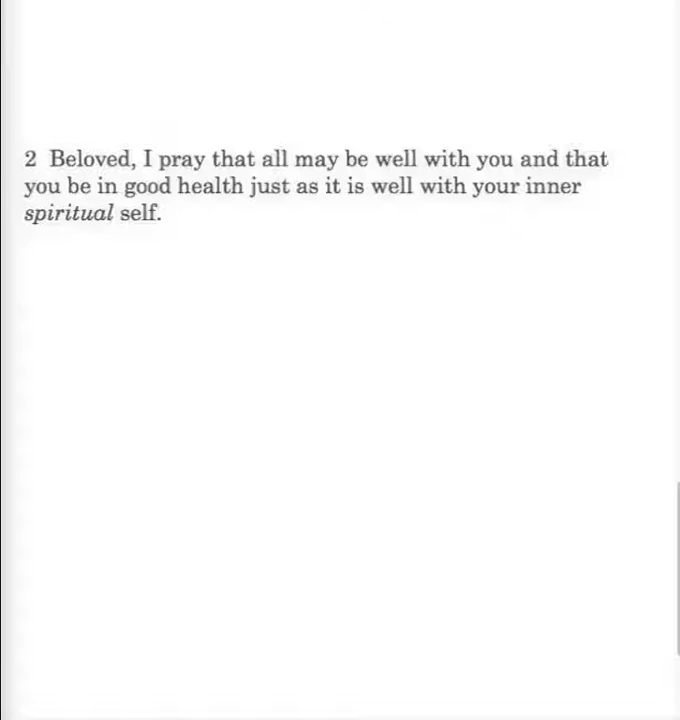 2 Beloved, I pray that all may be well with you and that
you be in good health just as it is well with your inner
spiritual self.